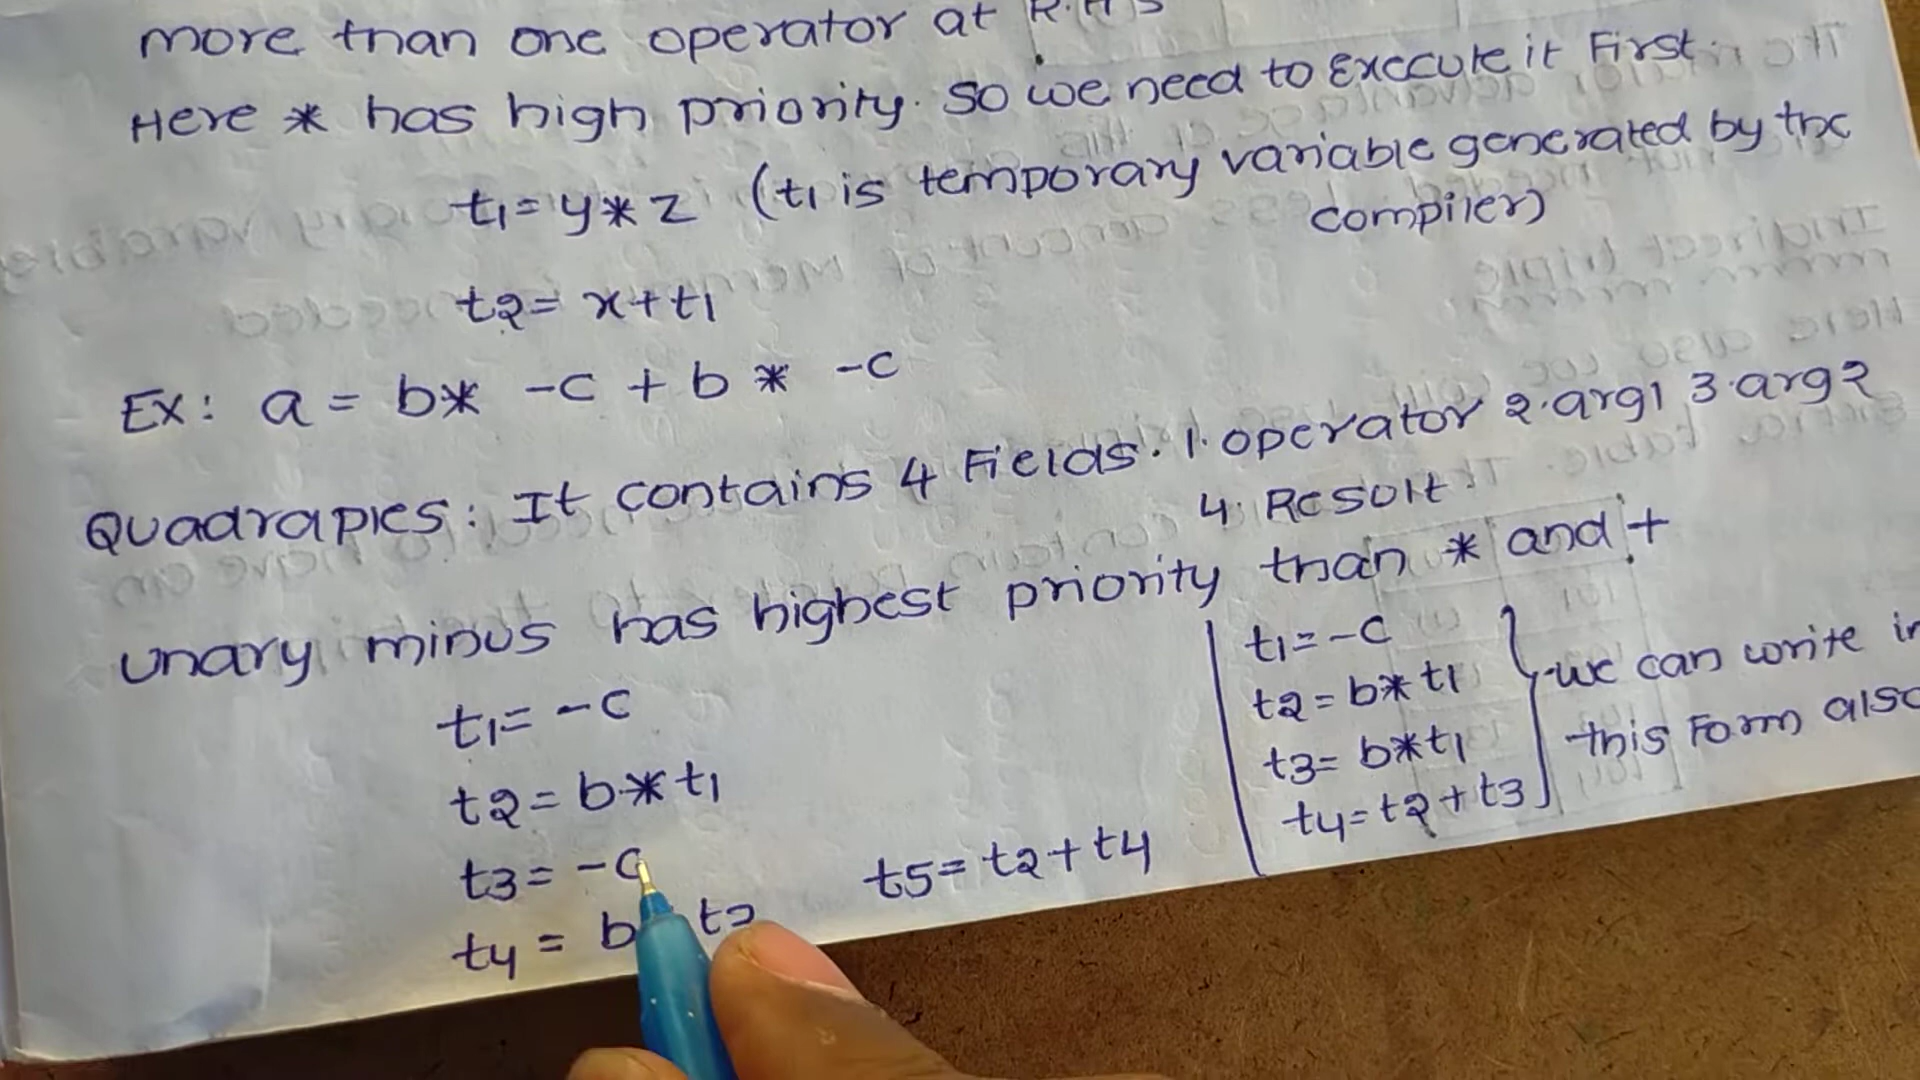 more than one operator at R.H.S
Here * has high priority. So we need to Execute it First.
t1 = y * z (t1 is temporary variable generated by the
compiler)
t2 = x + t1
Ex: a = b * -c + b * -c
Quadraples: It contains 4 Fields. 1. operator 2. arg1 3. arg2
4. Result
unary minus has highest priority than * and +
t1 = -c
t2 = b * t1
t3 = -c
t4 = b
t5 = t2 + t4
t1 = -c
t2 = b * t1
t3 = b * t1
t4 = t2 + t3
we can write in
this Form also